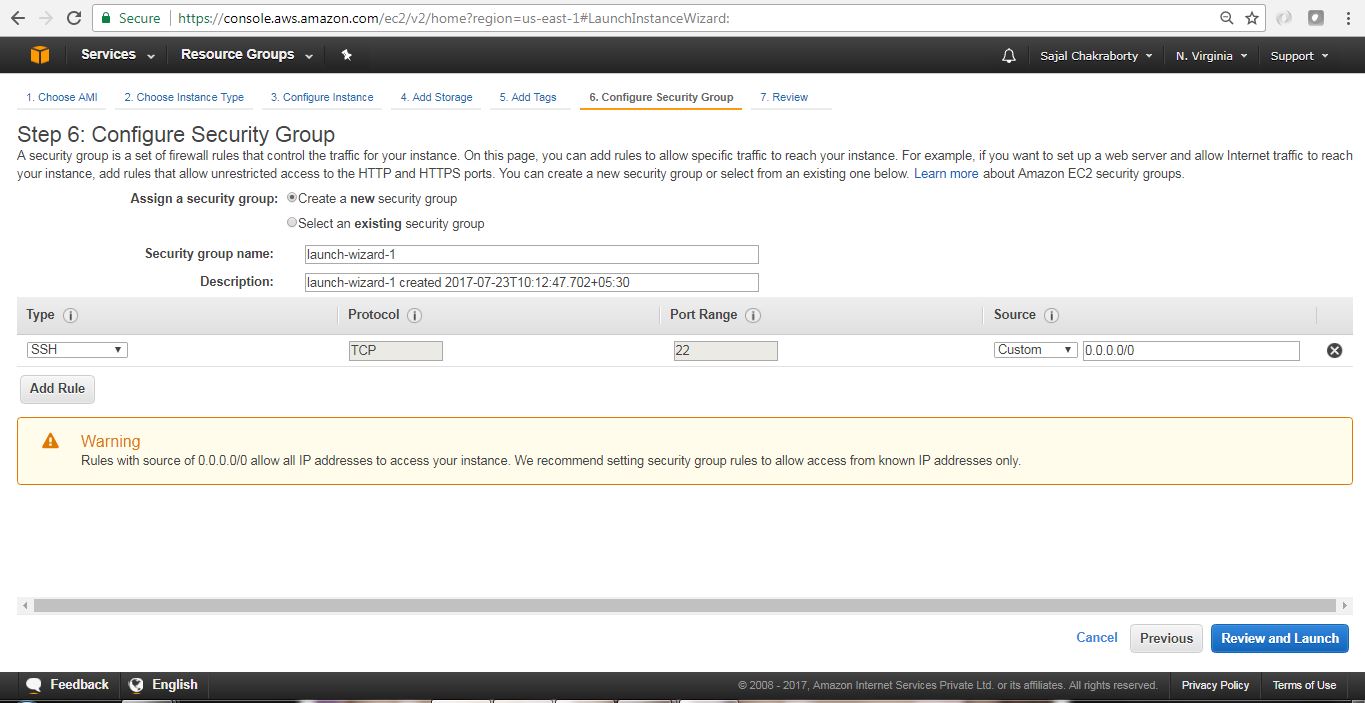 Secure https://console.aws.amazon.com/ec2/v2/home?region=us-east-1#LaunchInstanceWizard:
Services Resource Groups Sajal Chakraborty N. Virginia Support
1. Choose AMI 2. Choose Instance Type 3. Configure Instance 4. Add Storage 5. Add Tags 6. Configure Security Group 7. Review
Step 6: Configure Security Group
A security group is a set of firewall rules that control the traffic for your instance. On this page, you can add rules to allow specific traffic to reach your instance. For example, if you want to set up a web server and allow Internet traffic to reach
your instance, add rules that allow unrestricted access to the HTTP and HTTPS ports. You can create a new security group or select from an existing one below. Learn more about Amazon EC2 security groups.
Assign a security group: Create a new security group
Select an existing security group
Security group name: launch-wizard-1
Description: launch-wizard-1 created 2017-07-23T10:12:47.702+05:30
Type Protocol Port Range Source
SSH TCP 22 Custom 0.0.0.0/0
Add Rule
Warning
Rules with source of 0.0.0.0/0 allow all IP addresses to access your instance. We recommend setting security group rules to allow access from known IP addresses only.
Cancel Previous Review and Launch
Feedback English © 2008 - 2017, Amazon Internet Services Private Ltd. or its affiliates. All rights reserved. Privacy Policy Terms of Use